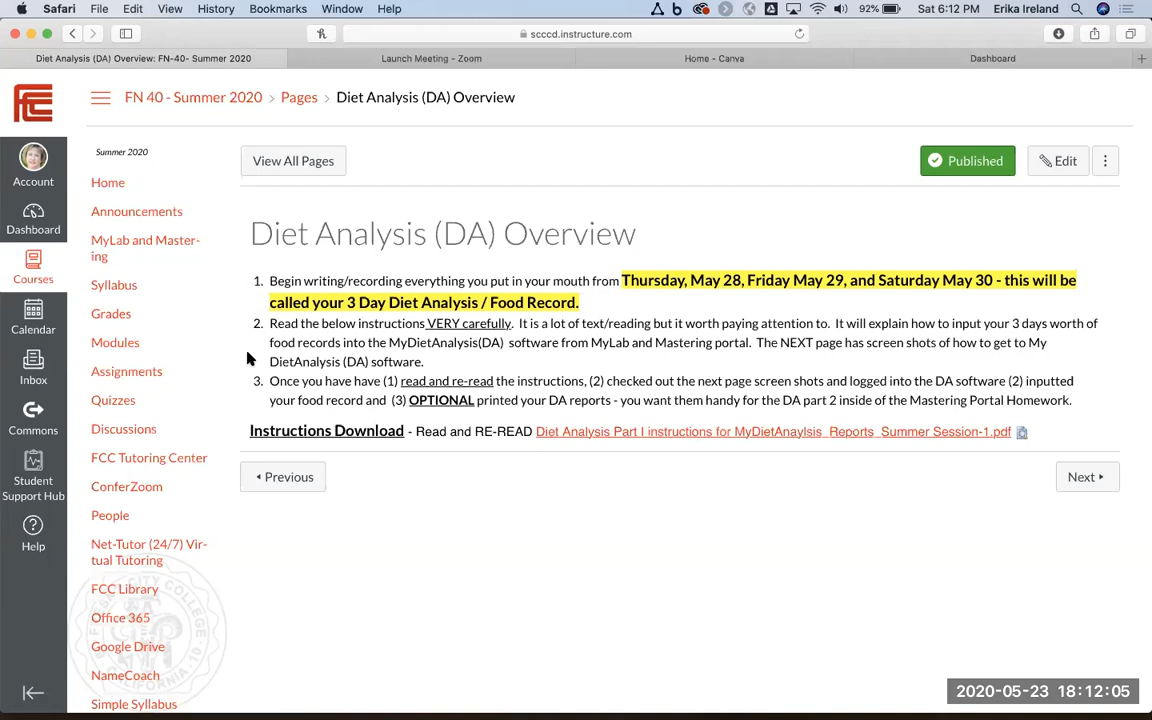 Safari File Edit View History Bookmarks Window Help 92% Sat 6:12 PM Erika Ireland
scccd.instructure.com
Diet Analysis (DA) Overview: FN-40- Summer 2020 Launch Meeting - Zoom Home - Canva Dashboard
FN 40 - Summer 2020 > Pages > Diet Analysis (DA) Overview
Account
Dashboard
Courses
Calendar
Inbox
Commons
Student
Support Hub
Help
Summer 2020
Home
Announcements
MyLab and Master-
ing
Syllabus
Grades
Modules
Assignments
Quizzes
Discussions
FCC Tutoring Center
ConferZoom
People
Net-Tutor (24/7) Vir-
tual Tutoring
FCC Library
Office 365
Google Drive
NameCoach
Simple Syllabus
View All Pages Published Edit
Diet Analysis (DA) Overview
1. Begin writing/recording everything you put in your mouth from Thursday, May 28, Friday May 29, and Saturday May 30 - this will be
called your 3 Day Diet Analysis / Food Record.
2. Read the below instructions VERY carefully. It is a lot of text/reading but it worth paying attention to. It will explain how to input your 3 days worth of
food records into the MyDietAnalysis(DA) software from MyLab and Mastering portal. The NEXT page has screen shots of how to get to My
DietAnalysis (DA) software.
3. Once you have have (1) read and re-read the instructions, (2) checked out the next page screen shots and logged into the DA software (2) inputted
your food record and (3) OPTIONAL printed your DA reports - you want them handy for the DA part 2 inside of the Mastering Portal Homework.
Instructions Download - Read and RE-READ Diet Analysis Part I instructions for MyDietAnaylsis_Reports_Summer Session-1.pdf
Previous Next
2020-05-23 18:12:05